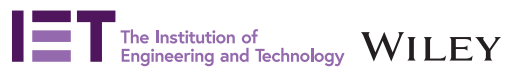 IET The Institution of
Engineering and Technology WILEY